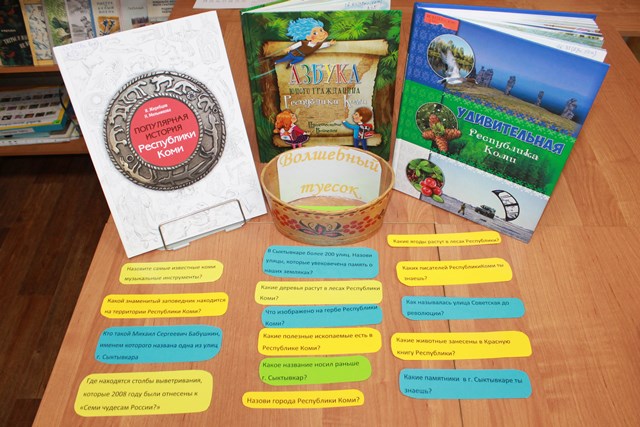 И. Жеребцов
П. Столповский
ПОПУЛЯРНАЯ
ИСТОРИЯ
Республики
Коми
АЗБУКА
ЮНОГО ГРАЖДАНИНА
Республики Коми
УДИВИТЕЛЬНАЯ
Республика
Коми
Волшебный
туесок
Назовите самые известные коми
музыкальные инструменты?
Какой знаменитый заповедник находится
на территории Республики Коми?
Кто такой Михаил Сергеевич Бабушкин,
именем которого названа одна из улиц
г. Сыктывкара
Где находятся столбы выветривания,
которые 2008 году были отнесены к
«Семи чудесам России?»
В Сыктывкаре более 200 улиц. Назови
улицы, которые увековечена память о
наших земляках?
Какие деревья растут в лесах Республики
Коми?
Что изображено на гербе Республики
Коми?
Какие полезные ископаемые есть в
Республике Коми?
Какое название носил раньше
г. Сыктывкар?
Назови города Республики Коми?
Какие ягоды растут в лесах Республики?
Каких писателей РеспубликиКоми ты
знаешь?
Как называлась улица Советская до
революции?
Какие животные занесены в Красную
книгу Республики?
Какие памятники в г. Сыктывкаре ты
знаешь?